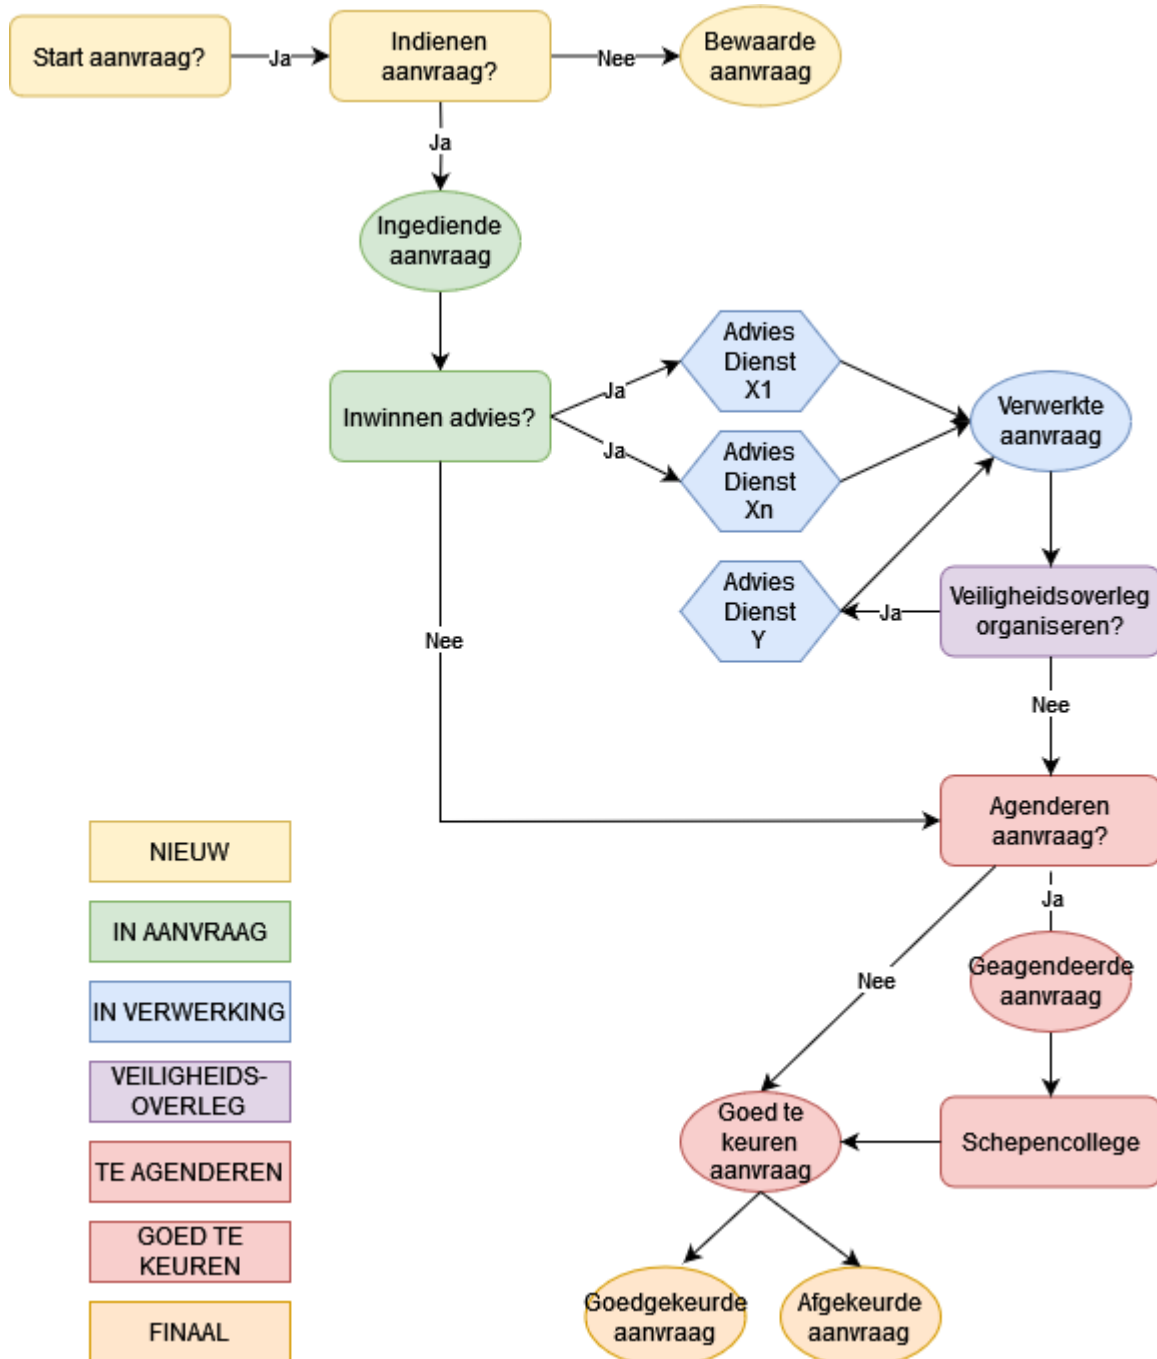 Start aanvraag?
Ja
Indienen
aanvraag?
Nee
Bewaarde
aanvraag
Ja
Ingediende
aanvraag
Inwinnen advies?
Ja
Ja
Advies
Dienst
X1
Advies
Dienst
Xn
Verwerkte
aanvraag
Advies
Dienst
Y
Ja
Veiligheidsoverleg
organiseren?
Nee
Nee
Agenderen
aanvraag?
Ja
Nee
Geagendeerde
aanvraag
Goed te
keuren
aanvraag
Schepencollege
Goedgekeurde
aanvraag
Afgekeurde
aanvraag
NIEUW
IN AANVRAAG
IN VERWERKING
VEILIGHEIDS-
OVERLEG
TE AGENDEREN
GOED TE
KEUREN
FINAAL